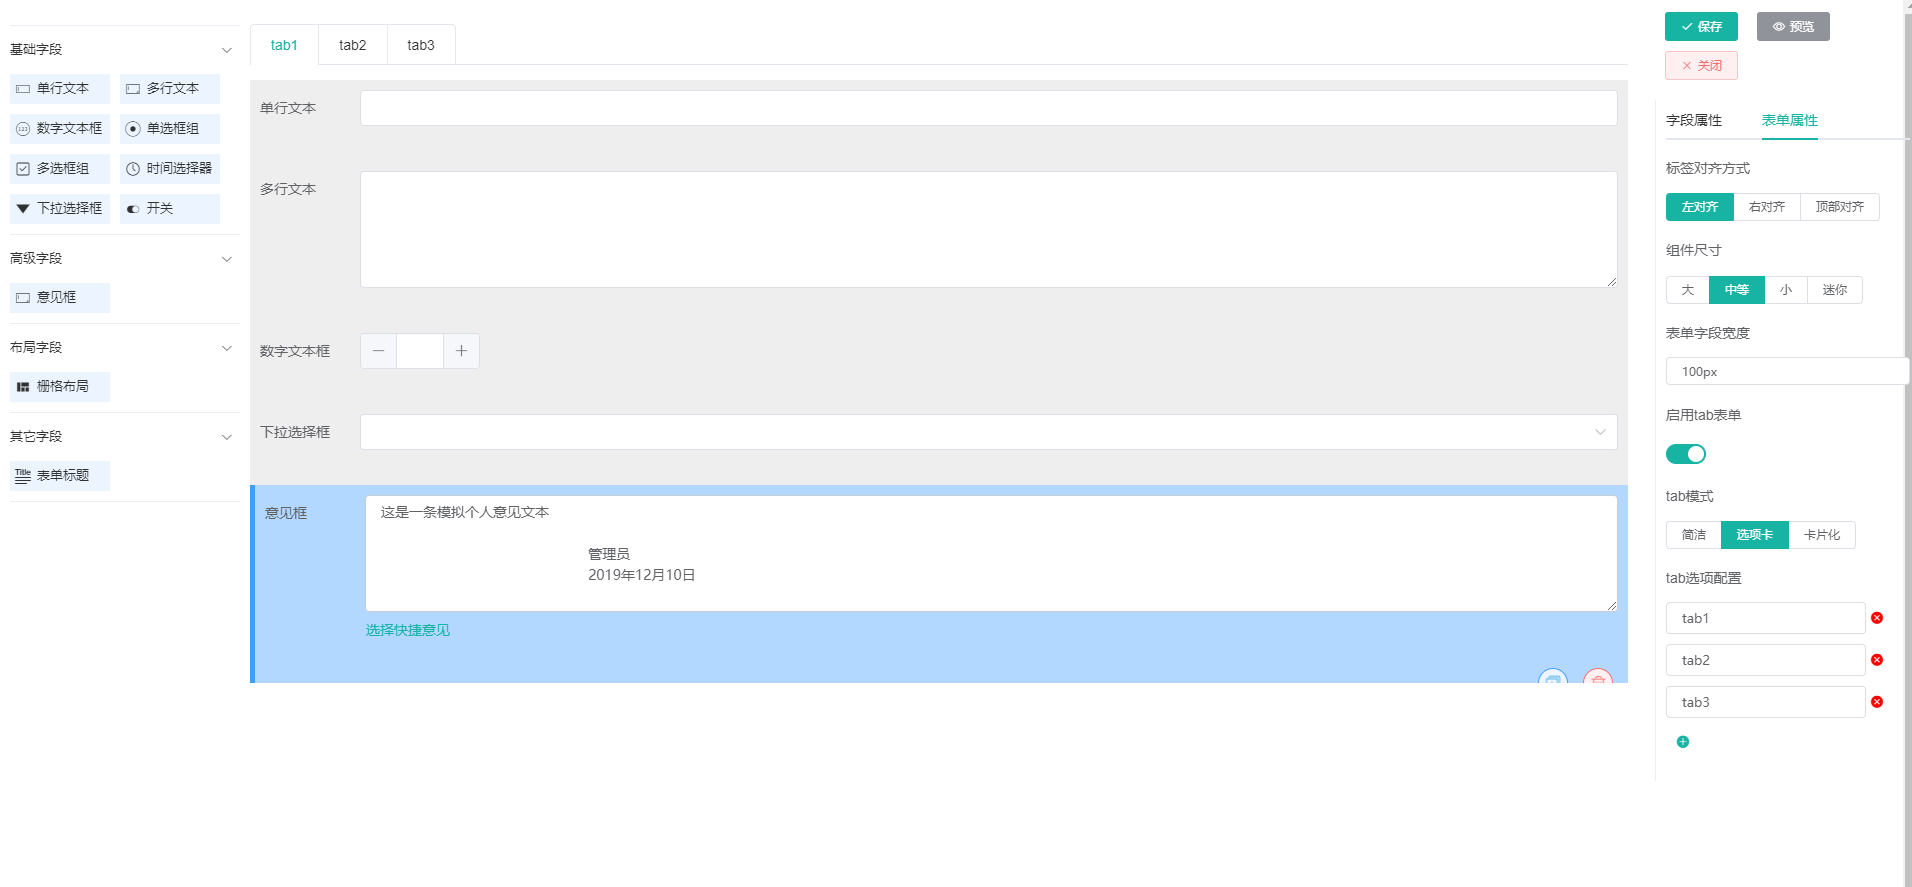 基础字段
单行文本
多行文本
数字文本框
单选框组
多选框组
时间选择器
下拉选择框
开关
高级字段
意见框
布局字段
栅格布局
其它字段
Title
表单标题
tab1
tab2
tab3
单行文本
多行文本
数字文本框
下拉选择框
意见框
这是一条模拟个人意见文本
管理员
2019年12月10日
选择快捷意见
保存
预览
关闭
字段属性
表单属性
标签对齐方式
左对齐
右对齐
顶部对齐
组件尺寸
大
中等
小
迷你
表单字段宽度
100px
启用tab表单
tab模式
简洁
选项卡
卡片化
tab选项配置
tab1
tab2
tab3